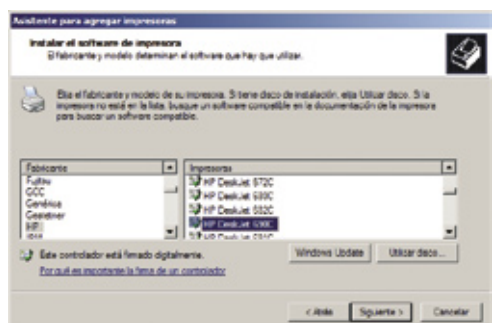 Asistente para agregar impresoras
Instalar el software de impresora
El fabricante y modelo determinan el software que hay que utilizar.
Elija el fabricante y modelo de su impresora. Si tiene disco de instalación, elija Utilizar disco. Si la
impresora no está en la lista, busque un software compatible en la documentación de la impresora
para buscar un software compatible.
Fabricante
Fujitsu
GCC
Genérica
Gestetner
HP
IBM
Impresoras
HP DeskJet 672C
HP DeskJet 680C
HP DeskJet 682C
HP DeskJet 690C
HP DeskJet 691C
Este controlador está firmado digitalmente.
Por qué es importante la firma de un controlador
Windows Update
Utilizar disco...
< Atrás
Siguiente >
Cancelar